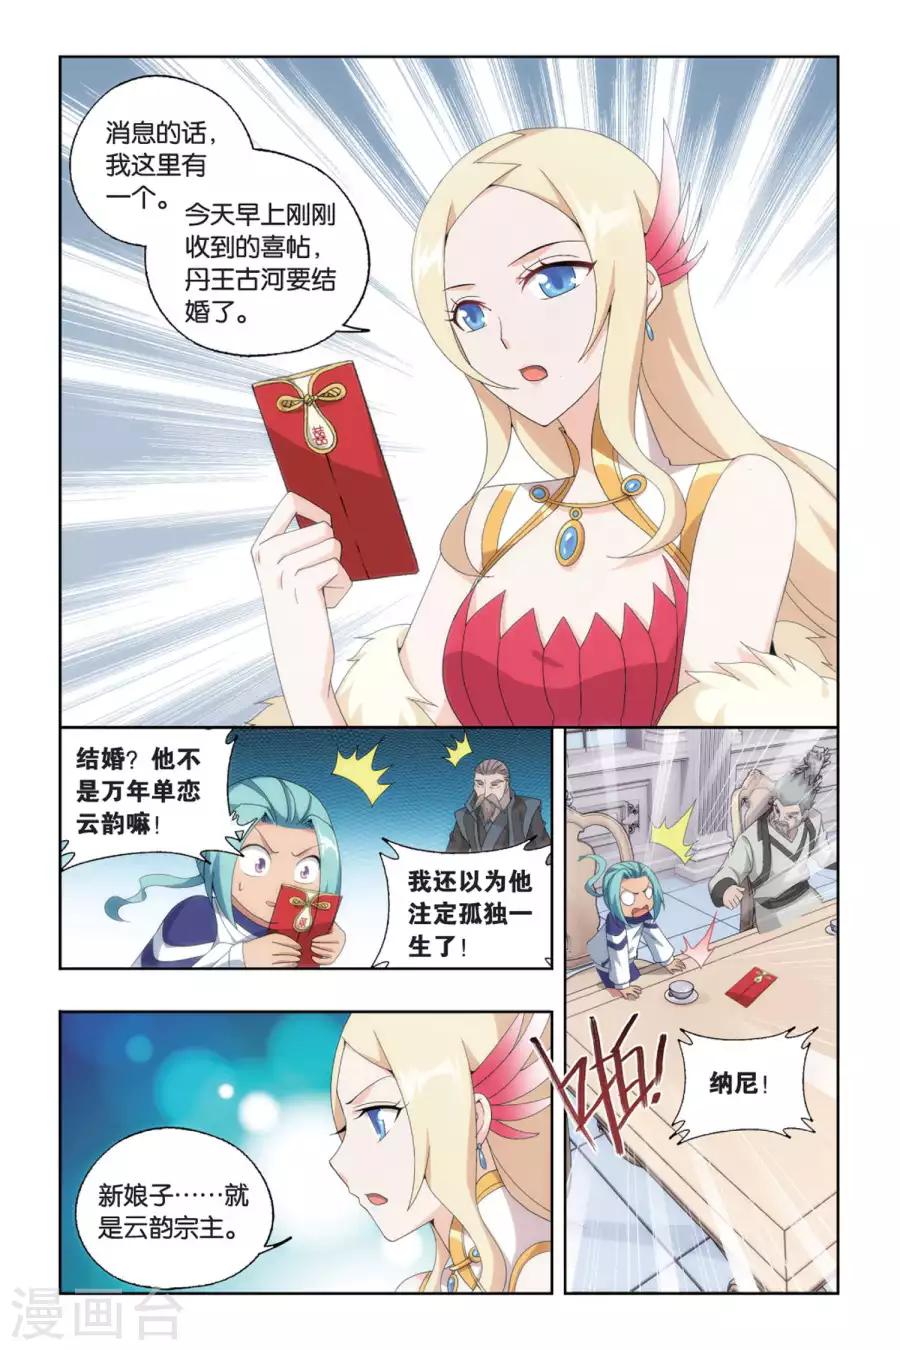 消息的话，
我这里有
一个。
今天早上刚刚
收到的喜帖，
丹王古河要结
婚了。
囍
结婚？他不
是万年单恋
云韵嘛！
我还以为他
注定孤独一
生了！
啪！
纳尼！
新娘子……就
是云韵宗主。
漫画台